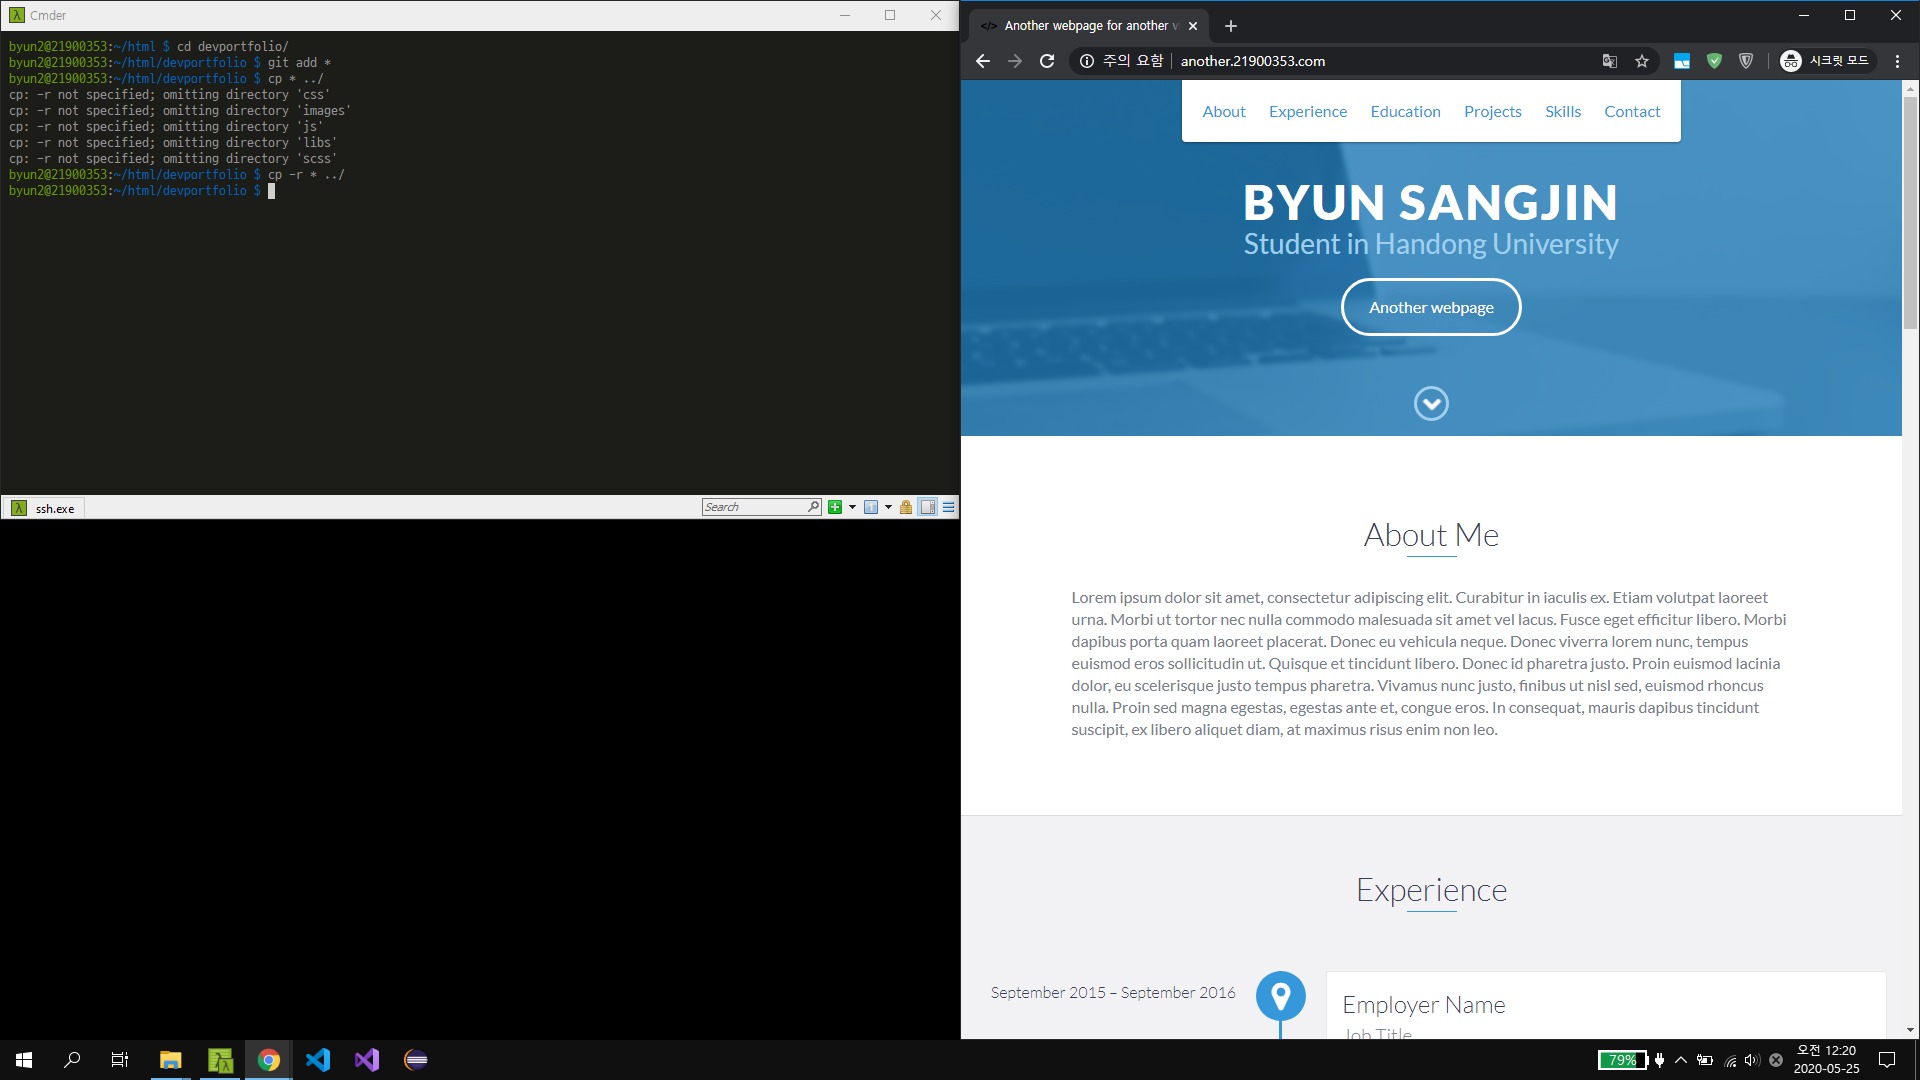 Cmder
byun2@21900353:~/html $ cd devportfolio/
byun2@21900353:~/html/devportfolio $ git add *
byun2@21900353:~/html/devportfolio $ cp * ../
cp: -r not specified; omitting directory 'css'
cp: -r not specified; omitting directory 'images'
cp: -r not specified; omitting directory 'js'
cp: -r not specified; omitting directory 'libs'
cp: -r not specified; omitting directory 'scss'
byun2@21900353:~/html/devportfolio $ cp -r * ../
byun2@21900353:~/html/devportfolio $
ssh.exe
Search
</> Another webpage for another v
주의 요함 another.21900353.com
시크릿 모드
About Experience Education Projects Skills Contact
BYUN SANGJIN
Student in Handong University
Another webpage
About Me
Lorem ipsum dolor sit amet, consectetur adipiscing elit. Curabitur in iaculis ex. Etiam volutpat laoreet
urna. Morbi ut tortor nec nulla commodo malesuada sit amet vel lacus. Fusce eget efficitur libero. Morbi
dapibus porta quam laoreet placerat. Donec eu vehicula neque. Donec viverra lorem nunc, tempus
euismod eros sollicitudin ut. Quisque et tincidunt libero. Donec id pharetra justo. Proin euismod lacinia
dolor, eu scelerisque justo tempus pharetra. Vivamus nunc justo, finibus ut nisl sed, euismod rhoncus
nulla. Proin sed magna egestas, egestas ante et, congue eros. In consequat, mauris dapibus tincidunt
suscipit, ex libero aliquet diam, at maximus risus enim non leo.
Experience
September 2015 – September 2016
Employer Name
Job Title
79%
오전 12:20
2020-05-25